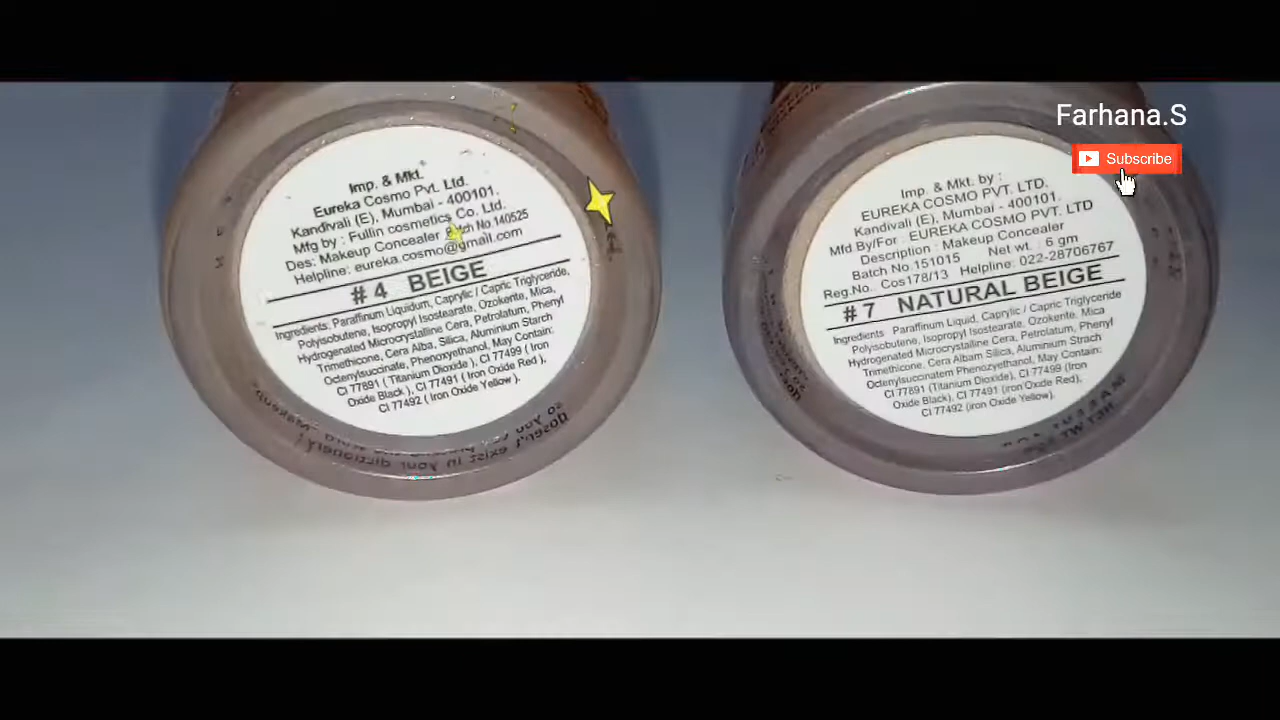 Farhana.S
Subscribe
Imp. & Mkt.
Eureka Cosmo Pvt. Ltd.
Kandivali (E), Mumbai - 400101.
Mfg by : Fullin cosmetics Co. Ltd.
Des: Makeup Concealer Batch No.140525
Helpline: eureka.cosmo@gmail.com
# 4 BEIGE
Ingredients: Paraffinum Liquidum, Caprylic / Capric Triglyceride,
Polyisobutene, Isopropyl Isostearate, Ozokerite, Mica,
Hydrogenated Microcrystalline Cera, Petrolatum, Phenyl
Trimethicone, Cera Alba, Silica, Aluminium Starch
Octenylsuccinate, Phenoxyethanol, May Contain:
CI 77891 ( Titanium Dioxide ), CI 77499 ( Iron
Oxide Black ), CI 77491 ( Iron Oxide Red ),
CI 77492 ( Iron Oxide Yellow ).
Imp. & Mkt. by :
EUREKA COSMO PVT. LTD.
Kandivali (E), Mumbai - 400101.
Mfd By/For : EUREKA COSMO PVT. LTD
Description : Makeup Concealer
Batch No.151015 Net wt. : 6 gm
Reg.No.. Cos178/13 Helpline: 022-28706767
# 7 NATURAL BEIGE
Ingredients : Paraffinum Liquid, Caprylic / Capric Triglyceride
Polyisobutene, Isopropyl Isostearate, Ozokerite, Mica
Hydrogenated Microcrystalline Cera, Petrolatum, Phenyl
Trimethicone, Cera Albam Silica, Aluminum Strach
Octenylsuccinatem Phenozyethanol, May Contain:
CI 77891 (Titanium Dioxide), CI 77499 (Iron
Oxide Black), CI 77491 (iron Oxide Red),
CI 77492 (iron Oxide Yellow).